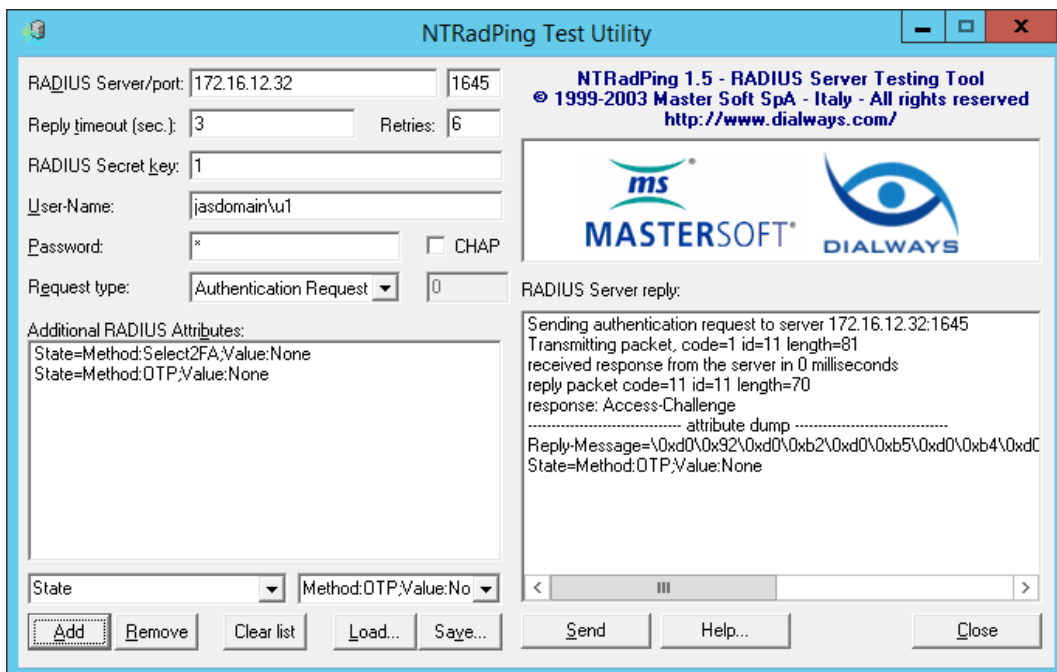 NTRadPing Test Utility
RADIUS Server/port: 172.16.12.32 1645
Reply timeout (sec.): 3 Retries: 6
RADIUS Secret key: 1
User-Name: jasdomain\u1
Password: * CHAP
Request type: Authentication Request 0
Additional RADIUS Attributes:
State=Method:Select2FA;Value:None
State=Method:OTP;Value:None
State Method:OTP;Value:No
Add Remove Clear list Load... Save...
NTRadPing 1.5 - RADIUS Server Testing Tool
© 1999-2003 Master Soft SpA - Italy - All rights reserved
http://www.dialways.com/
ms
MASTERSOFT
DIALWAYS
RADIUS Server reply:
Sending authentication request to server 172.16.12.32:1645
Transmitting packet, code=1 id=11 length=81
received response from the server in 0 milliseconds
reply packet code=11 id=11 length=70
response: Access-Challenge
-------------------------------- attribute dump --------------------------------
Reply-Message=\0xd0\0x92\0xd0\0xb2\0xd0\0xb5\0xd0\0xb4\0xd0
State=Method:OTP;Value:None
Send Help... Close